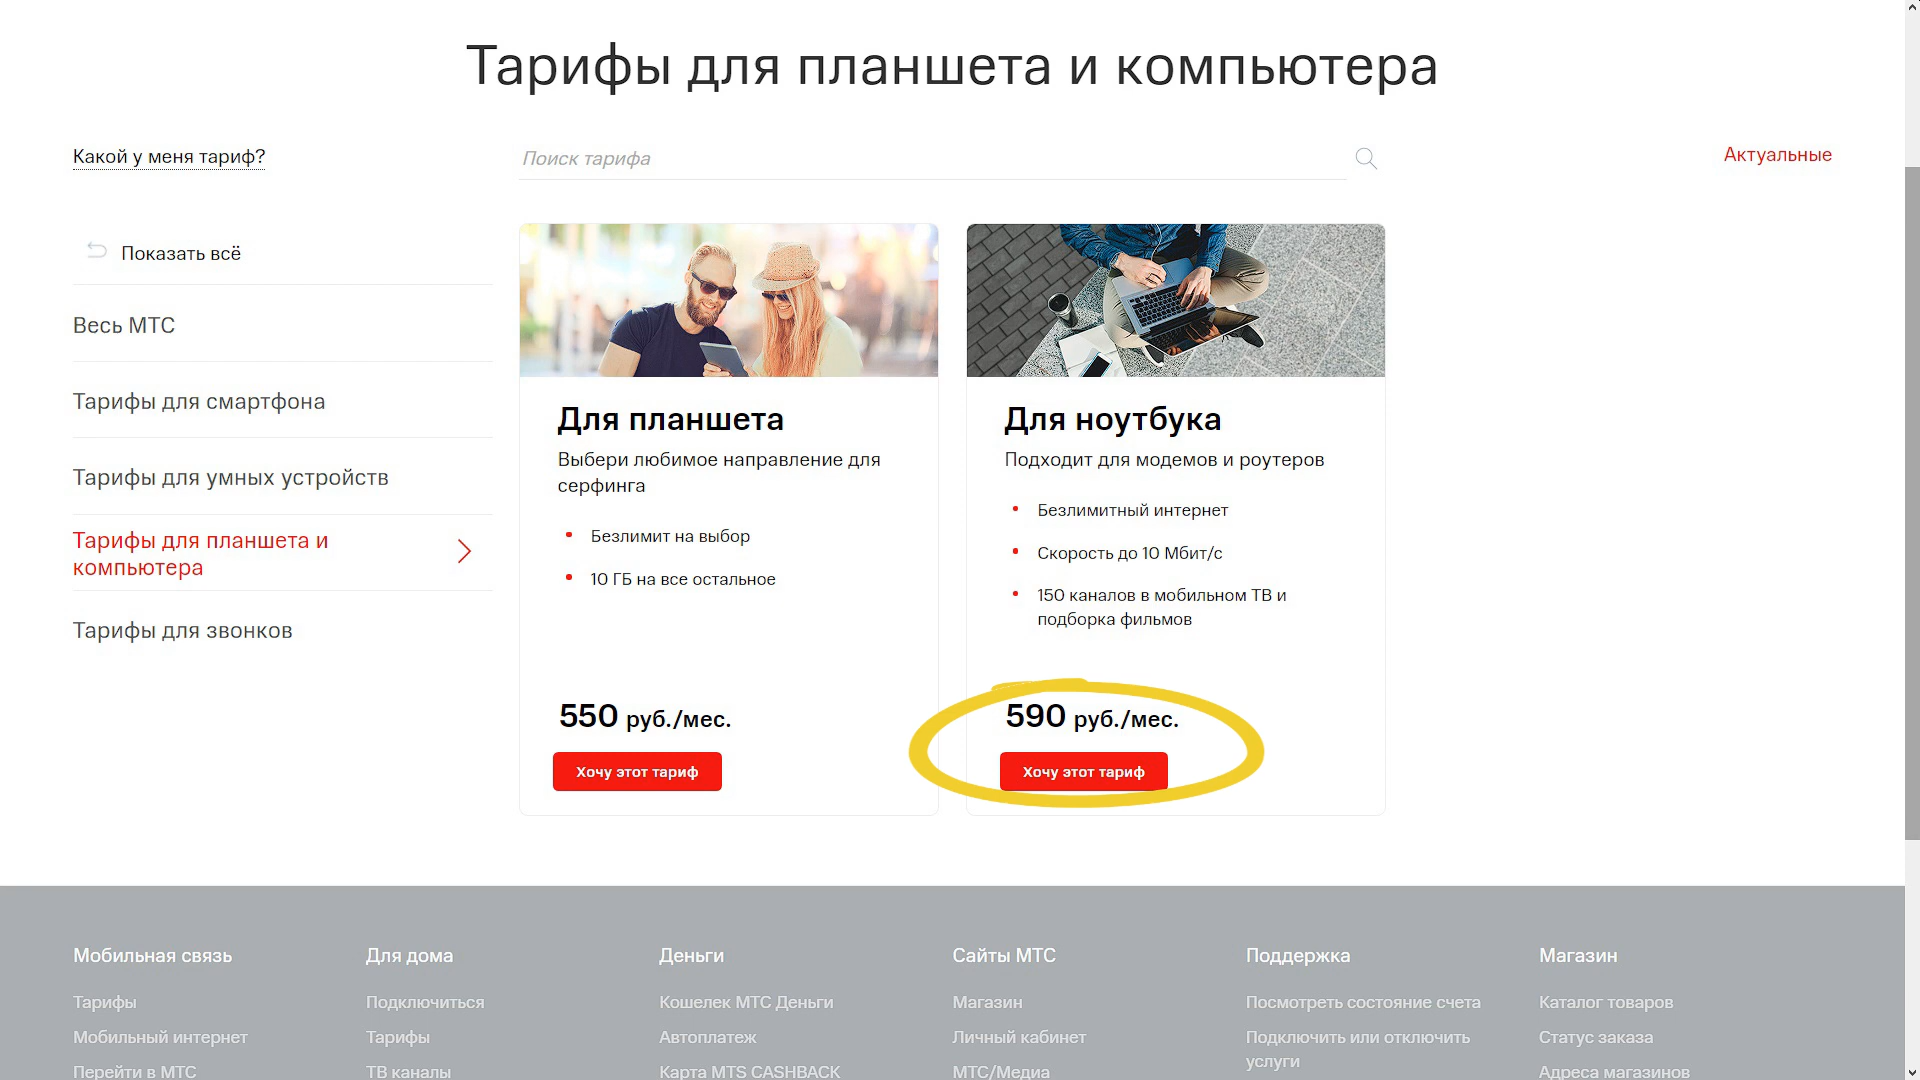 Тарифы для планшета и компьютера
Какой у меня тариф?
Поиск тарифа
Актуальные
Показать всё
Весь МТС
Тарифы для смартфона
Тарифы для умных устройств
Тарифы для планшета и
компьютера
Тарифы для звонков
Для планшета
Выбери любимое направление для
серфинга
Безлимит на выбор
10 ГБ на все остальное
550 руб./мес.
Хочу этот тариф
Для ноутбука
Подходит для модемов и роутеров
Безлимитный интернет
Скорость до 10 Мбит/с
150 каналов в мобильном ТВ и
подборка фильмов
590 руб./мес.
Хочу этот тариф
Мобильная связь
Тарифы
Мобильный интернет
Перейти в МТС
Для дома
Подключиться
Тарифы
ТВ каналы
Деньги
Кошелек МТС Деньги
Автоплатеж
Карта MTS CASHBACK
Сайты МТС
Магазин
Личный кабинет
МТС/Медиа
Поддержка
Посмотреть состояние счета
Подключить или отключить
услуги
Магазин
Каталог товаров
Статус заказа
Адреса магазинов